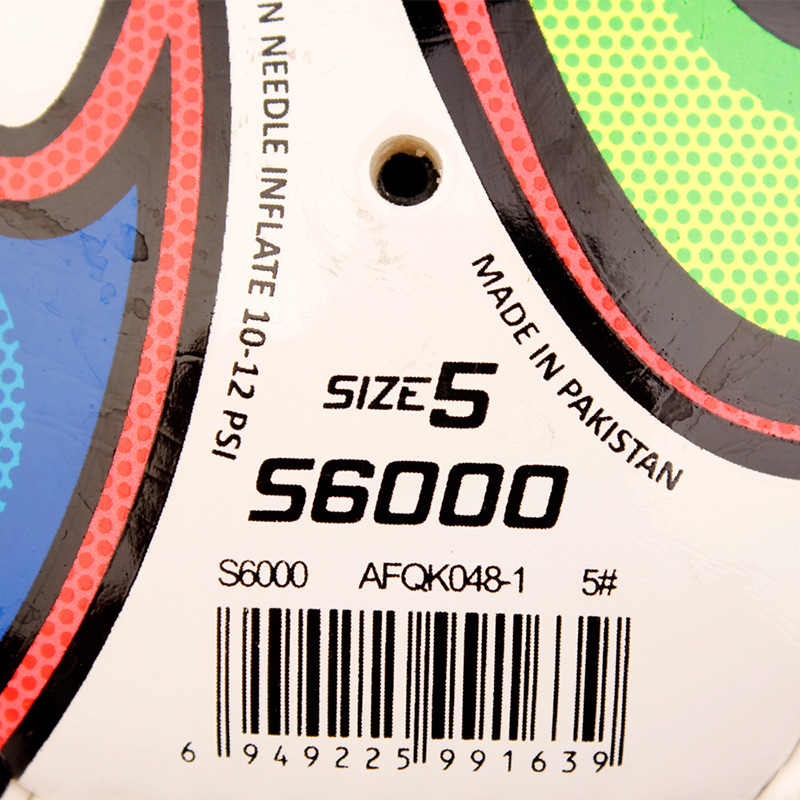 NEEDLE INFLATE 10-12 PSI
MADE IN PAKISTAN
SIZE 5
S6000
S6000 AFQK048-1 5#
6 949225 991639